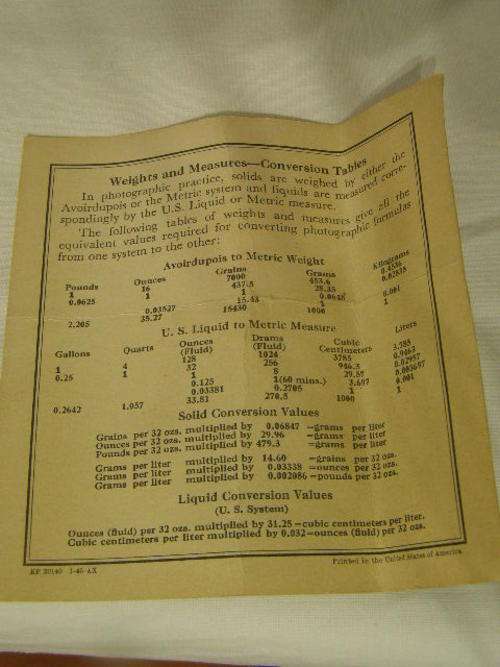 Weights and Measures—Conversion Tables
In photographic practice, solids are weighed by either the
Avoirdupois or the Metric system and liquids are measured corre-
spondingly by the U.S. Liquid or Metric measure.
The following tables of weights and measures give all the
equivalent values required for converting photographic formulas
from one system to the other:
Avoirdupois to Metric Weight
Pounds Ounces Grains Grams Kilograms
1 16 7000 453.6 0.4536
0.0625 1 437.5 28.35 0.02835
1 0.0648
0.03527 15.43 1 0.001
2.205 35.27 15430 1000 1
U. S. Liquid to Metric Measure
Gallons Quarts Ounces (Fluid) Drams (Fluid) Cubic Centimeters Liters
1 4 128 1024 3785 3.785
0.25 1 32 256 946.3 0.9463
1 8 29.57 0.02957
0.125 1(60 mins.) 3.697 0.003697
0.03381 0.2705 1 0.001
0.2642 1.057 33.81 270.5 1000 1
Solid Conversion Values
Grains per 32 ozs. multiplied by 0.06847 =grams per liter
Ounces per 32 ozs. multiplied by 29.96 =grams per liter
Pounds per 32 ozs. multiplied by 479.3 =grams per liter
Grams per liter multiplied by 14.60 =grains per 32 ozs.
Grams per liter multiplied by 0.03338 =ounces per 32 ozs.
Grams per liter multiplied by 0.002086 =pounds per 32 ozs.
Liquid Conversion Values
(U. S. System)
Ounces (fluid) per 32 ozs. multiplied by 31.25=cubic centimeters per liter.
Cubic centimeters per liter multiplied by 0.032=ounces (fluid) per 32 ozs.
KP 1-45-AX
Printed in the United States of America